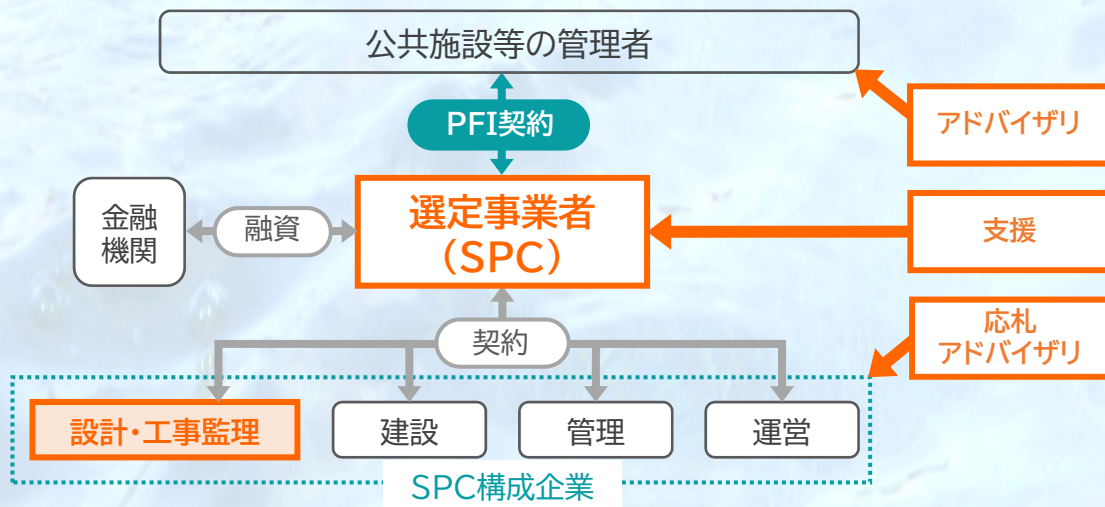 公共施設等の管理者
PFI契約
アドバイザリ
金融
機関
融資
選定事業者
（SPC）
支援
契約
応札
アドバイザリ
設計・工事監理
建設
管理
運営
SPC構成企業